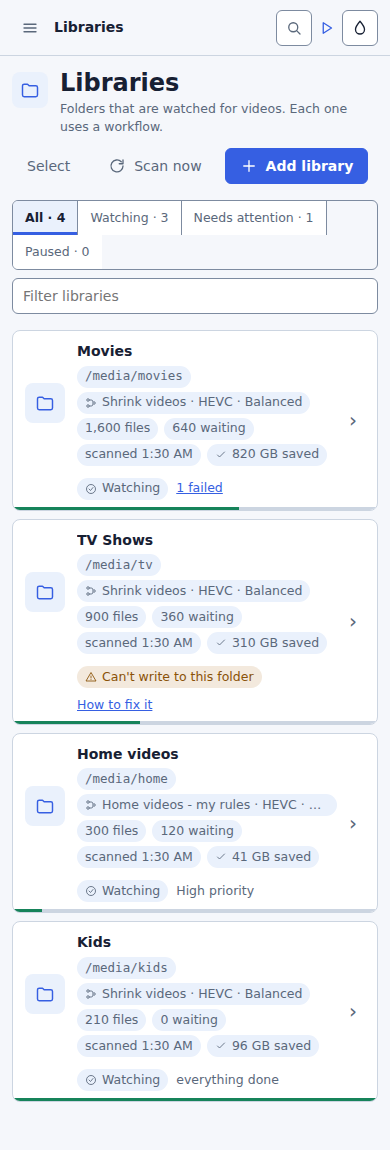 Libraries
Libraries
Folders that are watched for videos. Each one
uses a workflow.
Select
Scan now
Add library
All · 4
Watching · 3
Needs attention · 1
Paused · 0
Filter libraries
Movies
/media/movies
Shrink videos · HEVC · Balanced
1,600 files
640 waiting
scanned 1:30 AM
820 GB saved
Watching
1 failed
TV Shows
/media/tv
Shrink videos · HEVC · Balanced
900 files
360 waiting
scanned 1:30 AM
310 GB saved
Can't write to this folder
How to fix it
Home videos
/media/home
Home videos - my rules · HEVC · ...
300 files
120 waiting
scanned 1:30 AM
41 GB saved
Watching
High priority
Kids
/media/kids
Shrink videos · HEVC · Balanced
210 files
0 waiting
scanned 1:30 AM
96 GB saved
Watching
everything done